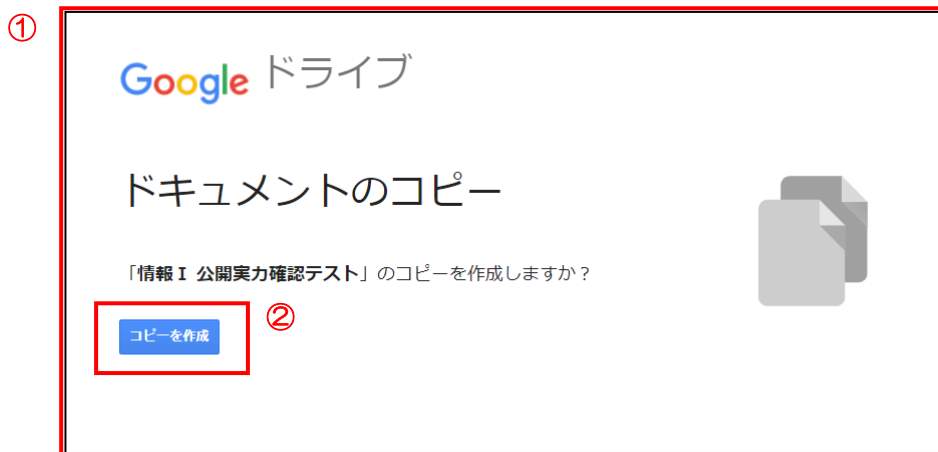 ①
Google ドライブ
ドキュメントのコピー
「情報 I 公開実力確認テスト」のコピーを作成しますか？
コピーを作成
②